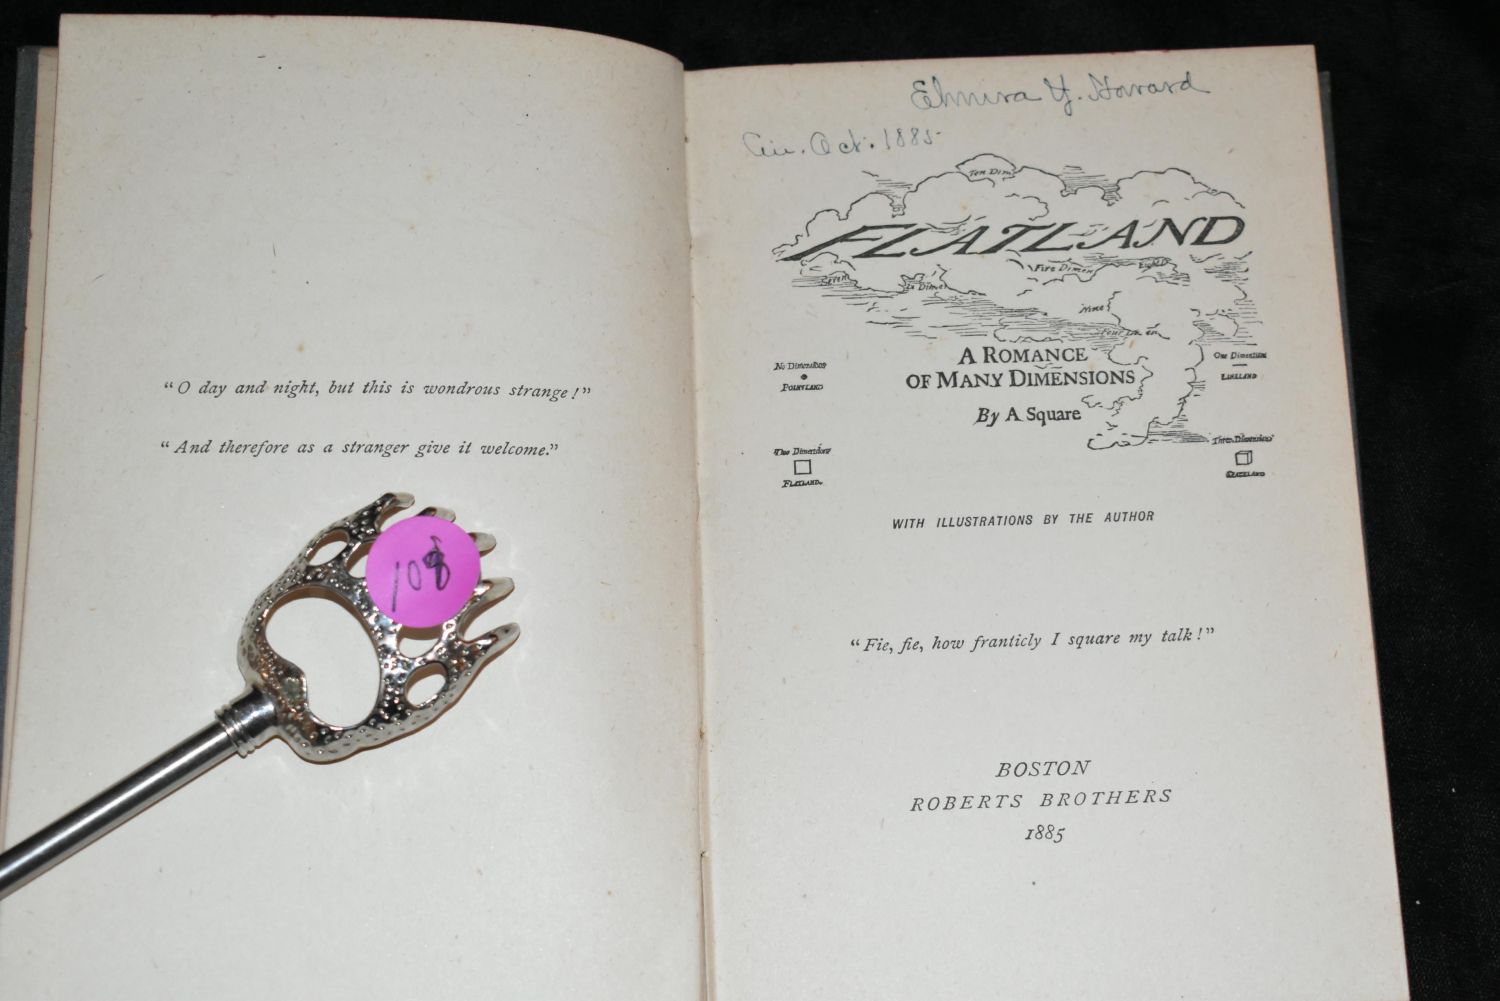 "O day and night, but this is wondrous strange!"
"And therefore as a stranger give it welcome."
108
Elmira Y. Howard
Cin. Oct. 1885
Ten Dim
FLATLAND
Five Dimen
Eight D
Seven
ix Dime
Nine
Four Dimen
A ROMANCE
OF MANY DIMENSIONS
By A Square
No Dimensions
POINTLAND
One Dimension
LINELAND
Two Dimensions
FLATLAND.
Three Dimensions
SPACELAND
WITH ILLUSTRATIONS BY THE AUTHOR
"Fie, fie, how franticly I square my talk!"
BOSTON
ROBERTS BROTHERS
1885